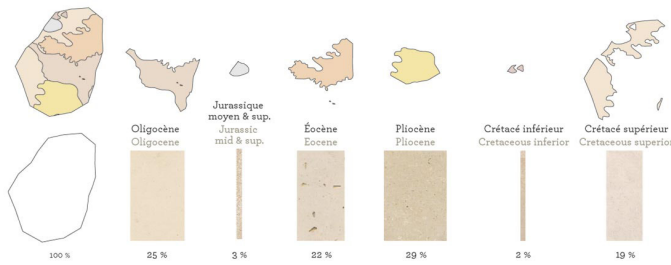 Oligocène
Oligocene
Jurassique
moyen & sup.
Jurassic
mid & sup.
Éocène
Eocene
Pliocène
Pliocene
Crétacé inférieur
Cretaceous inferior
Crétacé supérieur
Cretaceous superior
100 %
25 %
3 %
22 %
29 %
2 %
19 %